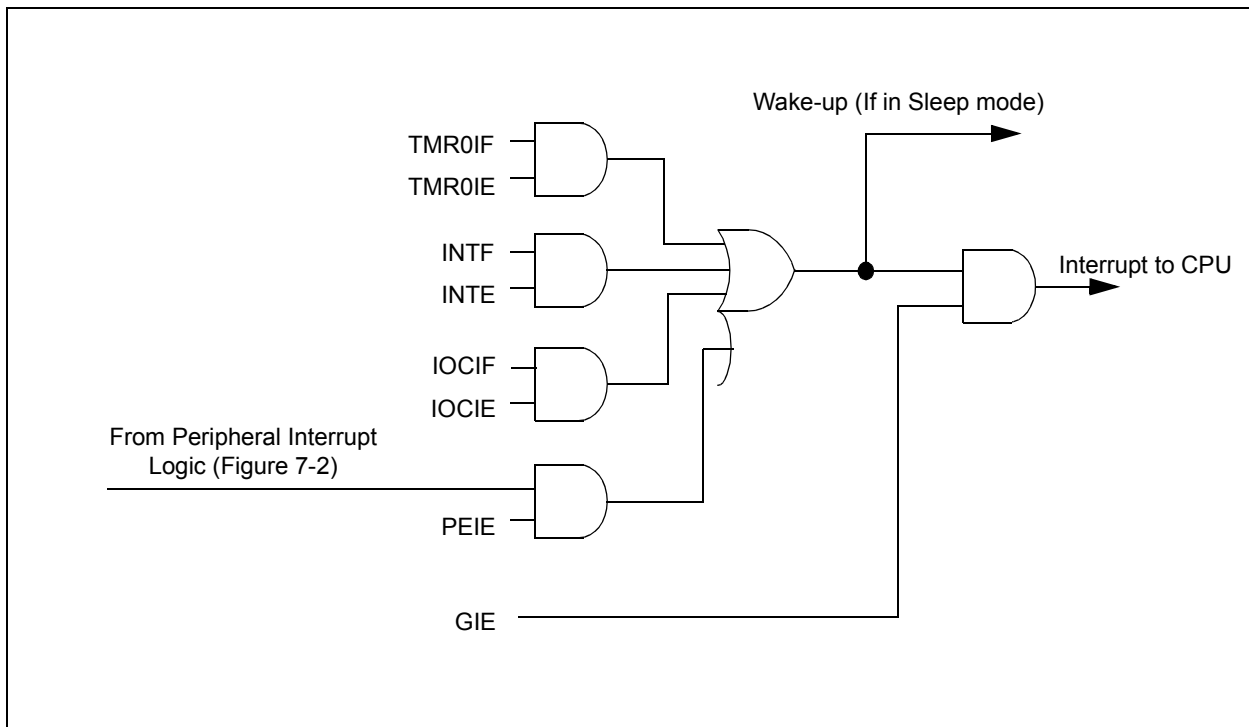 Wake-up (If in Sleep mode)
TMR0IF
TMR0IE
INTF
INTE
Interrupt to CPU
IOCIF
IOCIE
From Peripheral Interrupt
Logic (Figure 7-2)
PEIE
GIE